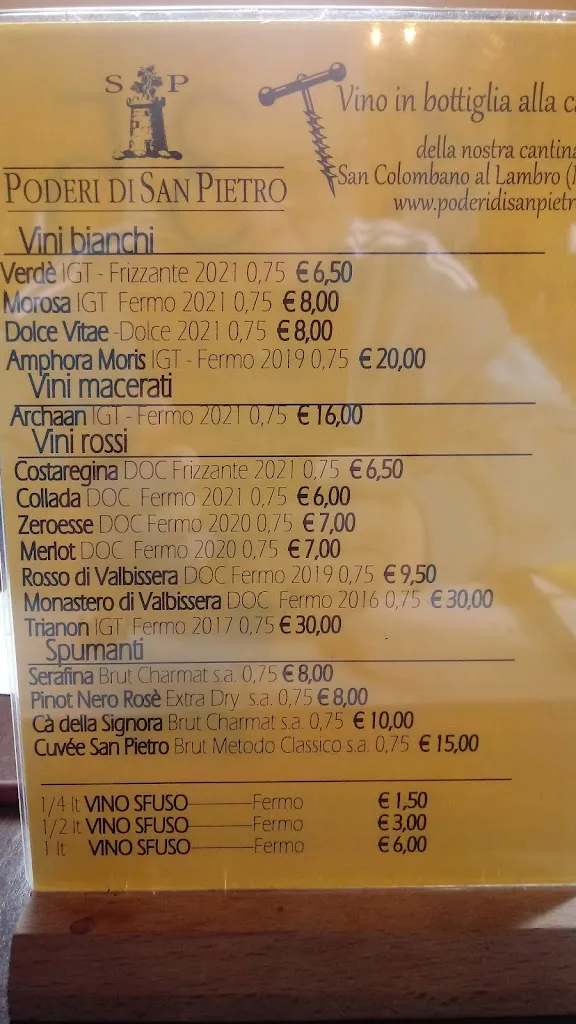 S P
PODERI DI SAN PIETRO
Vino in bottiglia alla
della nostra cantina
San Colombano al Lambro
www.poderidisanpietr
Vini bianchi
Verdè IGT - Frizzante 2021 0,75 € 6,50
Morosa IGT Fermo 2021 0,75 € 8,00
Dolce Vitae -Dolce 2021 0,75 € 8,00
Amphora Moris IGT - Fermo 2019 0,75 € 20,00
Vini macerati
Archaan IGT - Fermo 2021 0,75 € 16,00
Vini rossi
Costaregina DOC Frizzante 2021 0,75 € 6,50
Collada DOC Fermo 2021 0,75 € 6,00
Zeroesse DOC Fermo 2020 0,75 € 7,00
Merlot DOC Fermo 2020 0,75 € 7,00
Rosso di Valbissera DOC Fermo 2019 0,75 € 9,50
Monastero di Valbissera DOC Fermo 2016 0,75 € 30,00
Trianon IGT Fermo 2017 0,75 € 30,00
Spumanti
Serafina Brut Charmat s.a. 0,75 € 8,00
Pinot Nero Rosè Extra Dry s.a. 0,75 € 8,00
Cà della Signora Brut Charmat s.a. 0,75 € 10,00
Cuvée San Pietro Brut Metodo Classico s.a. 0,75 € 15,00
1/4 lt VINO SFUSO----------Fermo € 1,50
1/2 lt VINO SFUSO----------Fermo € 3,00
1 lt VINO SFUSO----------Fermo € 6,00